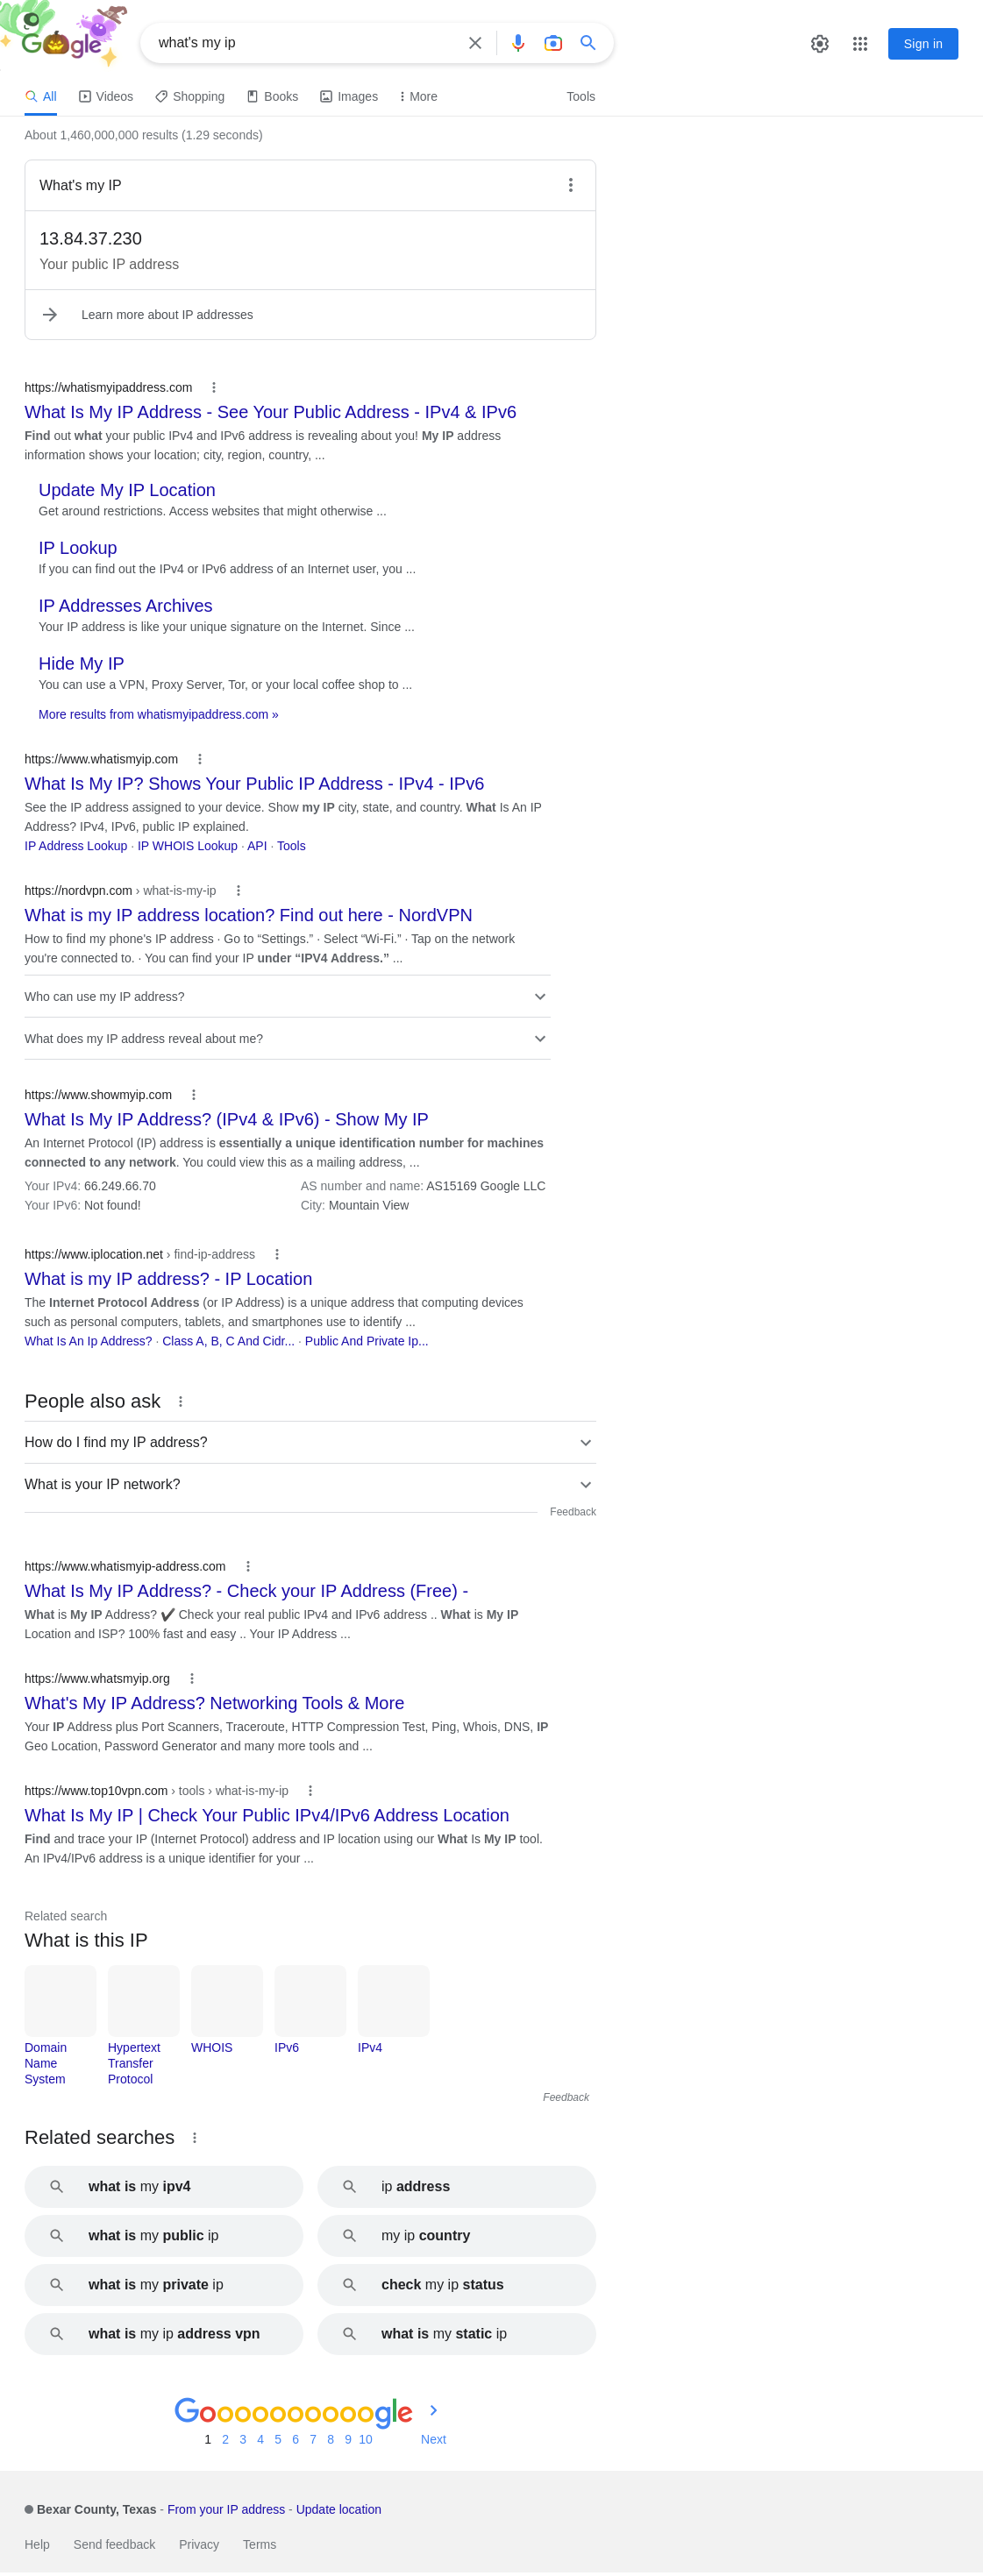 Google
what's my ip
Sign in
All
Videos
Shopping
Books
Images
More
Tools
About 1,460,000,000 results (1.29 seconds)
What's my IP
13.84.37.230
Your public IP address
Learn more about IP addresses
https://whatismyipaddress.com
What Is My IP Address - See Your Public Address - IPv4 & IPv6
Find out what your public IPv4 and IPv6 address is revealing about you! My IP address
information shows your location; city, region, country, ...
Update My IP Location
Get around restrictions. Access websites that might otherwise ...
IP Lookup
If you can find out the IPv4 or IPv6 address of an Internet user, you ...
IP Addresses Archives
Your IP address is like your unique signature on the Internet. Since ...
Hide My IP
You can use a VPN, Proxy Server, Tor, or your local coffee shop to ...
More results from whatismyipaddress.com »
https://www.whatismyip.com
What Is My IP? Shows Your Public IP Address - IPv4 - IPv6
See the IP address assigned to your device. Show my IP city, state, and country. What Is An IP
Address? IPv4, IPv6, public IP explained.
IP Address Lookup · IP WHOIS Lookup · API · Tools
https://nordvpn.com › what-is-my-ip
What is my IP address location? Find out here - NordVPN
How to find my phone's IP address · Go to “Settings.” · Select “Wi-Fi.” · Tap on the network
you're connected to. · You can find your IP under “IPV4 Address.” ...
Who can use my IP address?
What does my IP address reveal about me?
https://www.showmyip.com
What Is My IP Address? (IPv4 & IPv6) - Show My IP
An Internet Protocol (IP) address is essentially a unique identification number for machines
connected to any network. You could view this as a mailing address, ...
Your IPv4: 66.249.66.70
AS number and name: AS15169 Google LLC
Your IPv6: Not found!
City: Mountain View
https://www.iplocation.net › find-ip-address
What is my IP address? - IP Location
The Internet Protocol Address (or IP Address) is a unique address that computing devices
such as personal computers, tablets, and smartphones use to identify ...
What Is An Ip Address? · Class A, B, C And Cidr... · Public And Private Ip...
People also ask
How do I find my IP address?
What is your IP network?
Feedback
https://www.whatismyip-address.com
What Is My IP Address? - Check your IP Address (Free) -
What is My IP Address? ✔️ Check your real public IPv4 and IPv6 address .. What is My IP
Location and ISP? 100% fast and easy .. Your IP Address ...
https://www.whatsmyip.org
What's My IP Address? Networking Tools & More
Your IP Address plus Port Scanners, Traceroute, HTTP Compression Test, Ping, Whois, DNS, IP
Geo Location, Password Generator and many more tools and ...
https://www.top10vpn.com › tools › what-is-my-ip
What Is My IP | Check Your Public IPv4/IPv6 Address Location
Find and trace your IP (Internet Protocol) address and IP location using our What Is My IP tool.
An IPv4/IPv6 address is a unique identifier for your ...
Related search
What is this IP
Domain
Name
System
Hypertext
Transfer
Protocol
WHOIS
IPv6
IPv4
Feedback
Related searches
what is my ipv4
ip address
what is my public ip
my ip country
what is my private ip
check my ip status
what is my ip address vpn
what is my static ip
Goooooooooogle
1 2 3 4 5 6 7 8 9 10 Next
Bexar County, Texas - From your IP address - Update location
Help
Send feedback
Privacy
Terms